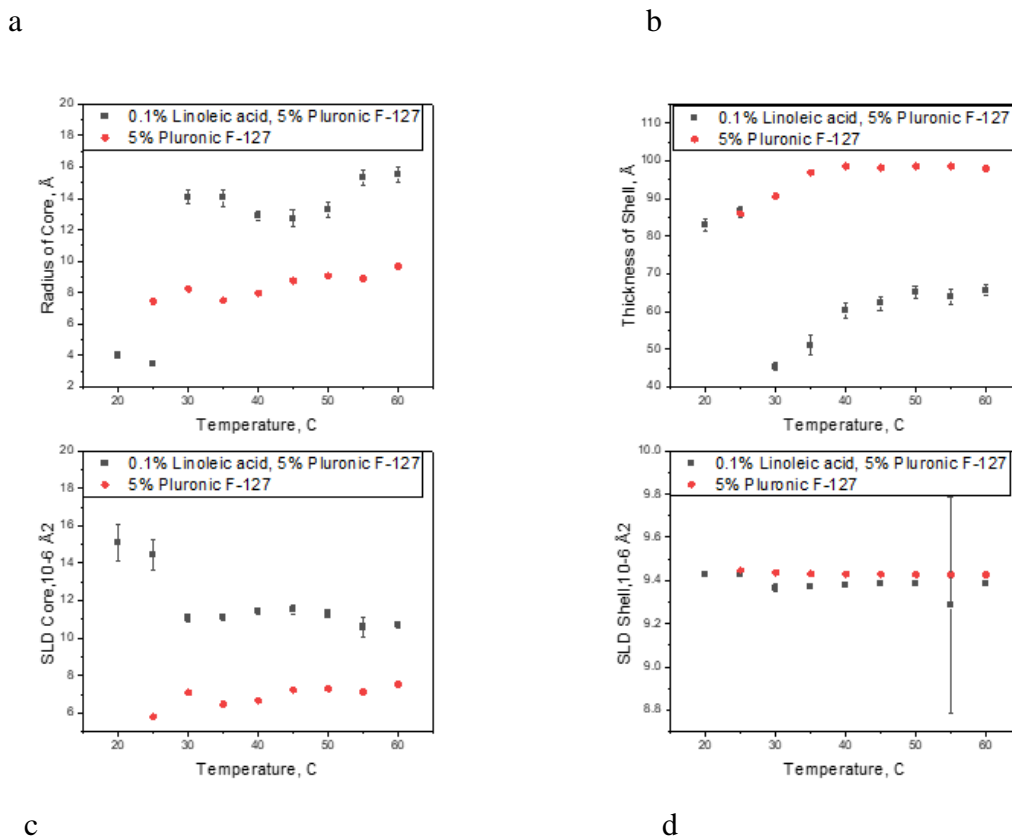 a
b
20
18
16
14
12
10
8
6
4
2
0.1% Linoleic acid, 5% Pluronic F-127
5% Pluronic F-127
Radius of Core, Å
20
30
40
50
60
Temperature, C
110
100
90
80
70
60
50
40
0.1% Linoleic acid, 5% Pluronic F-127
5% Pluronic F-127
Thickness of Shell, Å
20
30
40
50
60
Temperature, C
20
18
16
14
12
10
8
6
0.1% Linoleic acid, 5% Pluronic F-127
5% Pluronic F-127
SLD Core,10-6 Å2
20
30
40
50
60
Temperature, C
10.0
9.8
9.6
9.4
9.2
9.0
8.8
0.1% Linoleic acid, 5% Pluronic F-127
5% Pluronic F-127
SLD Shell,10-6 Å2
20
30
40
50
60
Temperature, C
c
d